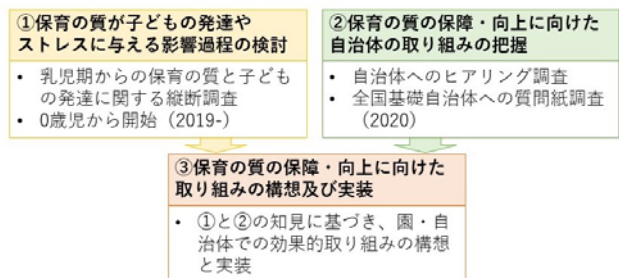 ①保育の質が子どもの発達や
ストレスに与える影響過程の検討
• 乳児期からの保育の質と子ども
の発達に関する縦断調査
• 0歳児から開始（2019-）
②保育の質の保障・向上に向けた
自治体の取り組みの把握
• 自治体へのヒアリング調査
• 全国基礎自治体への質問紙調査
（2020）
③保育の質の保障・向上に向けた
取り組みの構想及び実装
• ①と②の知見に基づき、園・自
治体での効果的取り組みの構想
と実装